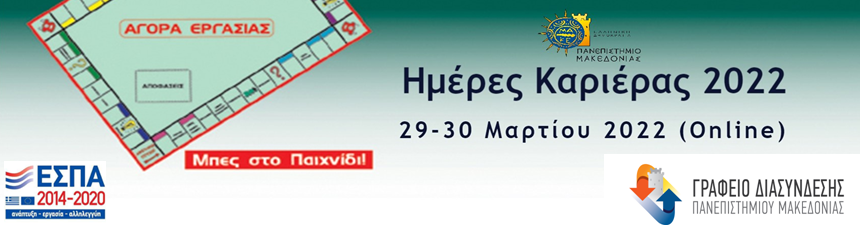 ΑΓΟΡΑ ΕΡΓΑΣΙΑΣ
ΑΠΟΦΑΣΕΙΣ
Μπες στο Παιχνίδι!
ΠΑΝΕΠΙΣΤΗΜΙΟ
ΜΑΚΕΔΟΝΙΑΣ
Ημέρες Καριέρας 2022
29-30 Μαρτίου 2022 (Online)
ΕΣΠΑ
2014-2020
ανάπτυξη - εργασία - αλληλεγγύη
ΓΡΑΦΕΙΟ ΔΙΑΣΥΝΔΕΣΗΣ
ΠΑΝΕΠΙΣΤΗΜΙΟΥ ΜΑΚΕΔΟΝΙΑΣ